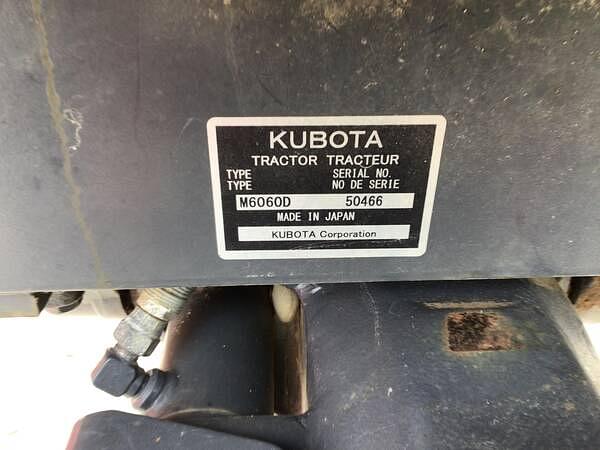 KUBOTA
TRACTOR TRACTEUR
TYPE SERIAL NO.
TYPE NO DE SERIE
M6060D 50466
MADE IN JAPAN
KUBOTA Corporation